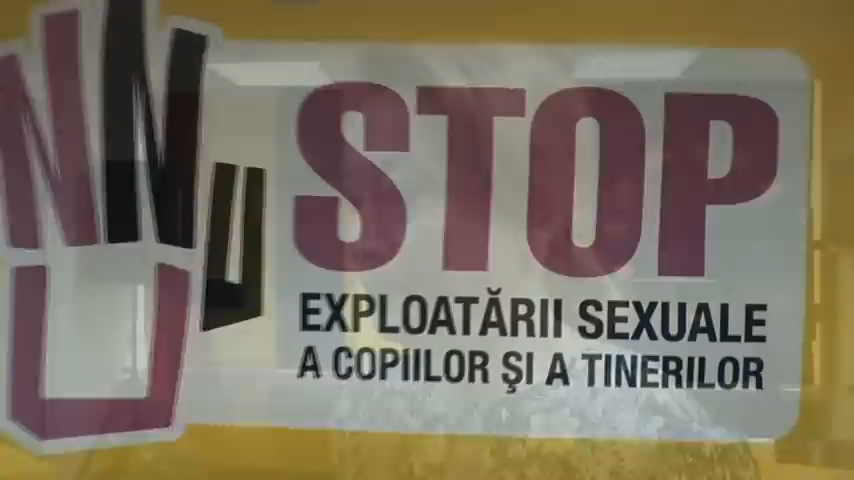 STOP
EXPLOATĂRII SEXUALE
A COPIILOR ŞI A TINERILOR